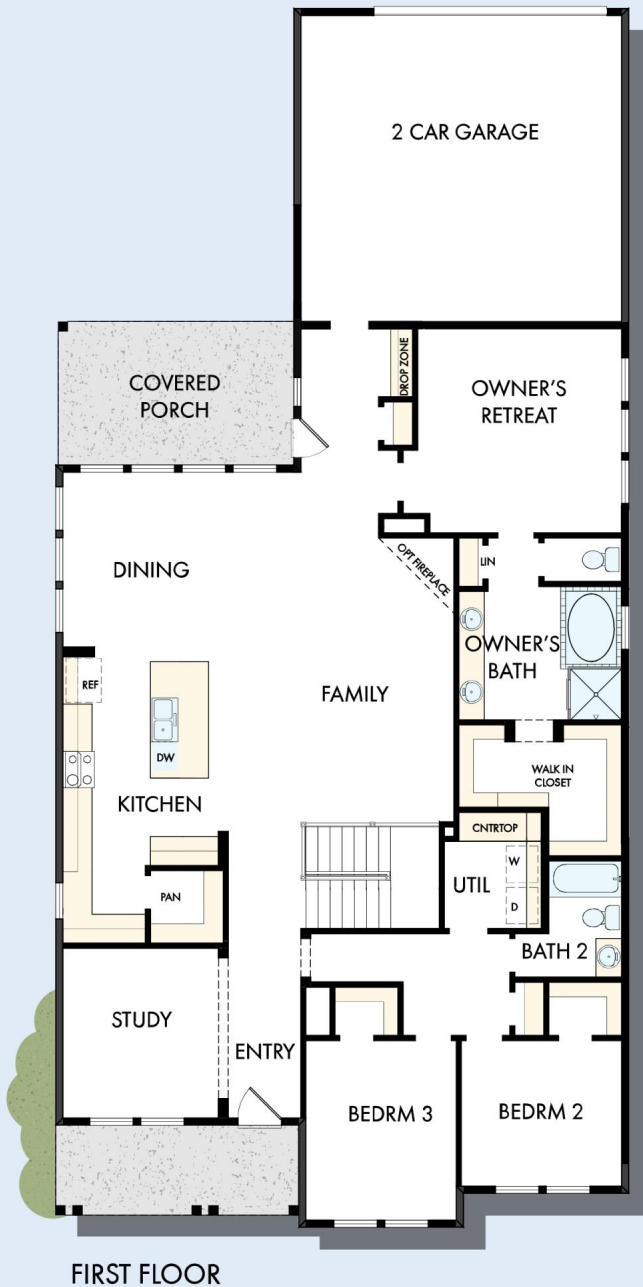 2 CAR GARAGE
COVERED
PORCH
DROP ZONE
OWNER'S
RETREAT
DINING
OPT FIREPLACE
LIN
OWNER'S
BATH
REF
FAMILY
DW
KITCHEN
WALK IN
CLOSET
CNTRTOP
W
UTIL
D
PAN
BATH 2
STUDY
ENTRY
BEDRM 3
BEDRM 2
FIRST FLOOR